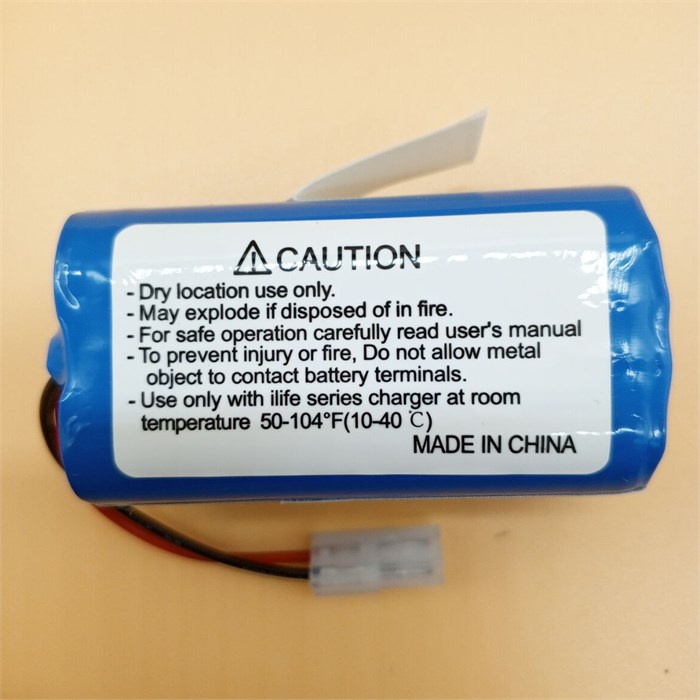 ⚠CAUTION
- Dry location use only.
- May explode if disposed of in fire.
- For safe operation carefully read user's manual
- To prevent injury or fire, Do not allow metal
object to contact battery terminals.
- Use only with ilife series charger at room
temperature 50-104°F(10-40 ℃)
MADE IN CHINA